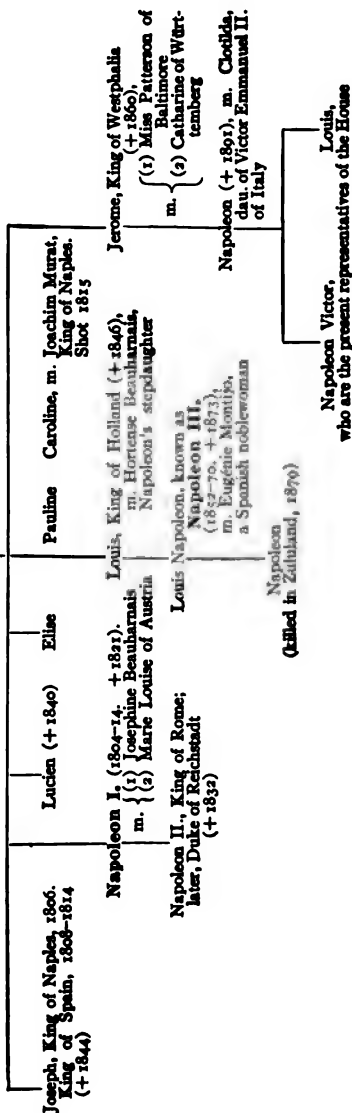 Joseph, King of Naples, 1806.
King of Spain, 1808–1814
(+1844)
Lucien (+1840)
Elise
Pauline
Caroline, m. Joachim Murat,
King of Naples.
Shot 1815
Napoleon I. (1804-14. +1821).
m. { (1) Josephine Beauharnais
(2) Marie Louise of Austria
Louis, King of Holland (+1846),
m. Hortense Beauharnais,
Napoleon's stepdaughter
Jerome, King of Westphalia
(+1860),
m. { (1) Miss Patterson of
Baltimore
(2) Catharine of Würt-
temberg
Napoleon II., King of Rome;
later, Duke of Reichstadt
(+1832)
Louis Napoleon, known as
Napoleon III.
(1852-70. +1873),
m. Eugénie Montijo,
a Spanish noblewoman
Napoleon (+1891), m. Clotilda,
dau. of Victor Emmanuel II.
of Italy
Napoleon
(killed in Zululand, 1879)
Napoleon Victor,
Louis,
who are the present representatives of the House